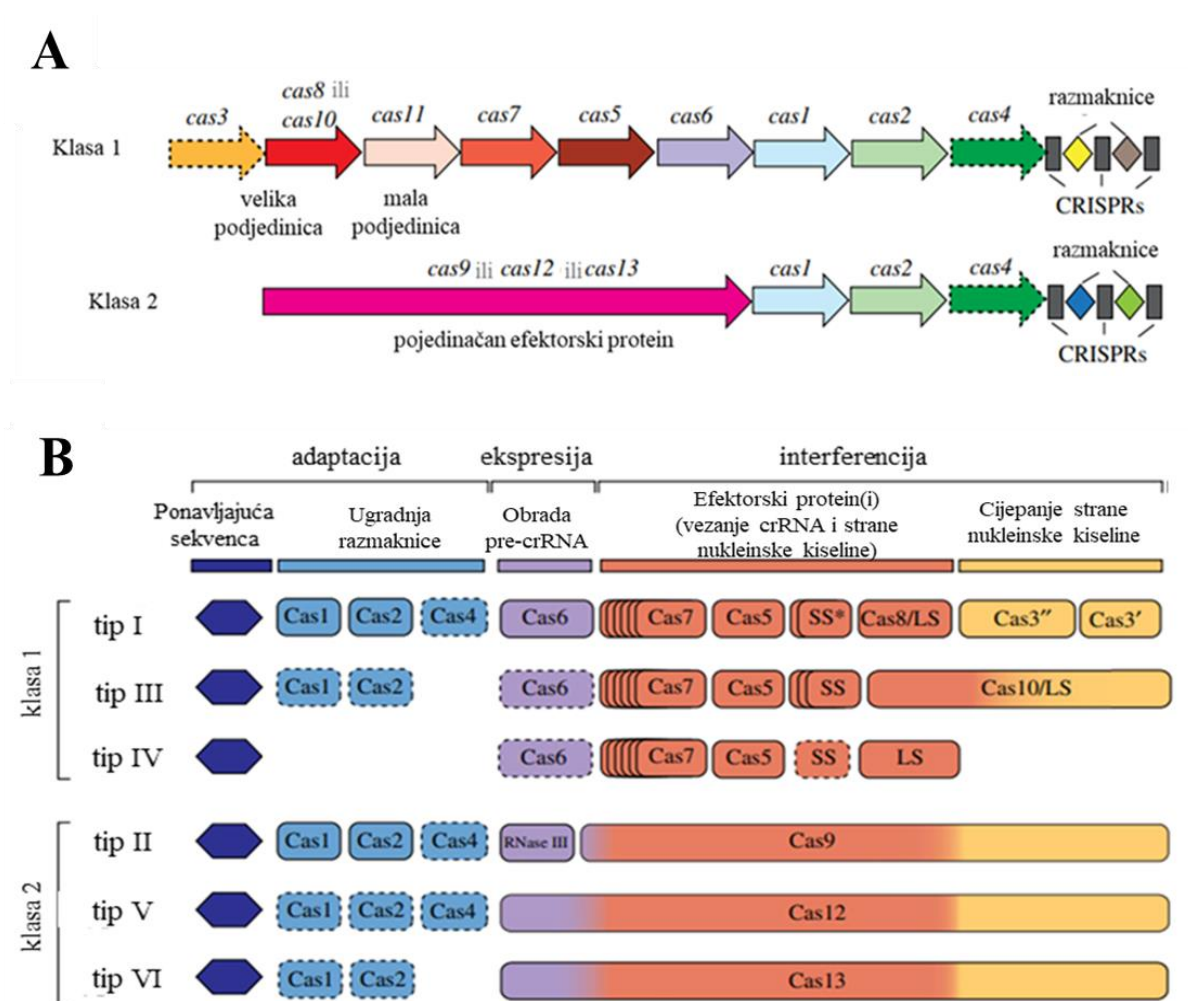 A
cas8 ili
cas3 cas10 cas11 cas7 cas5 cas6 cas1 cas2 cas4 razmaknice
Klasa 1
velika podjedinica
mala podjedinica
CRISPRs
cas9 ili cas12 ili cas13 cas1 cas2 cas4 razmaknice
Klasa 2
pojedinačan efektorski protein
CRISPRs
B
adaptacija ekspresija interferencija
Ponavljajuća sekvenca
Ugradnja razmaknice
Obrada pre-crRNA
Efektorski protein(i)
(vezanje crRNA i strane
nukleinske kiseline)
Cijepanje strane
nukleinske kiseline
klasa 1
tip I Cas1 Cas2 Cas4 Cas6 Cas7 Cas5 SS* Cas8/LS Cas3″ Cas3′
tip III Cas1 Cas2 Cas6 Cas7 Cas5 SS Cas10/LS
tip IV Cas6 Cas7 Cas5 SS LS
klasa 2
tip II Cas1 Cas2 Cas4 RNase III Cas9
tip V Cas1 Cas2 Cas4 Cas12
tip VI Cas1 Cas2 Cas13